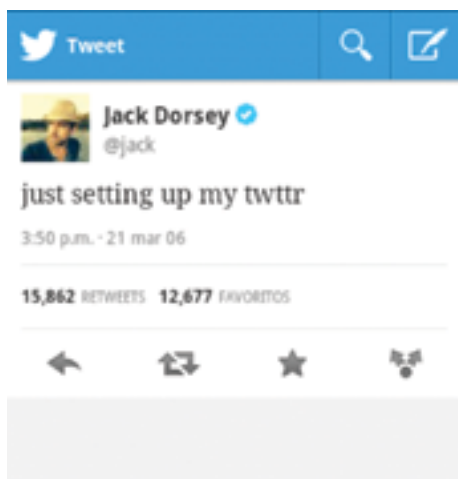 Tweet
Jack Dorsey
@jack
just setting up my twttr
3:50 p.m. · 21 mar 06
15,862 RETWEETS 12,677 FAVORITOS